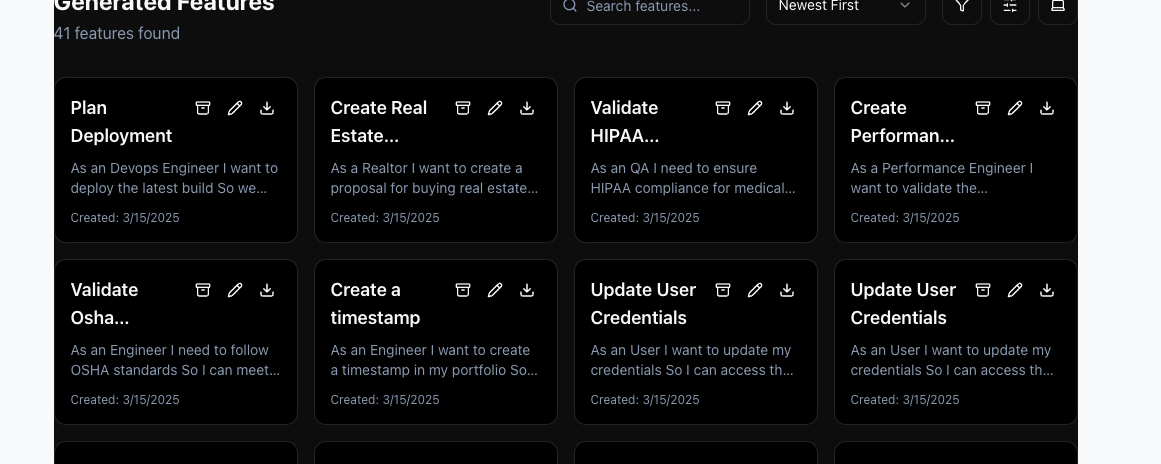 Generated Features
Search features...
Newest First
41 features found
Plan
Deployment
As an Devops Engineer I want to
deploy the latest build So we...
Created: 3/15/2025
Create Real
Estate...
As a Realtor I want to create a
proposal for buying real estate...
Created: 3/15/2025
Validate
HIPAA...
As an QA I need to ensure
HIPAA compliance for medical...
Created: 3/15/2025
Create
Performan...
As a Performance Engineer I
want to validate the...
Created: 3/15/2025
Validate
Osha...
As an Engineer I need to follow
OSHA standards So I can meet...
Created: 3/15/2025
Create a
timestamp
As an Engineer I want to create
a timestamp in my portfolio So...
Created: 3/15/2025
Update User
Credentials
As an User I want to update my
credentials So I can access th...
Created: 3/15/2025
Update User
Credentials
As an User I want to update my
credentials So I can access th...
Created: 3/15/2025